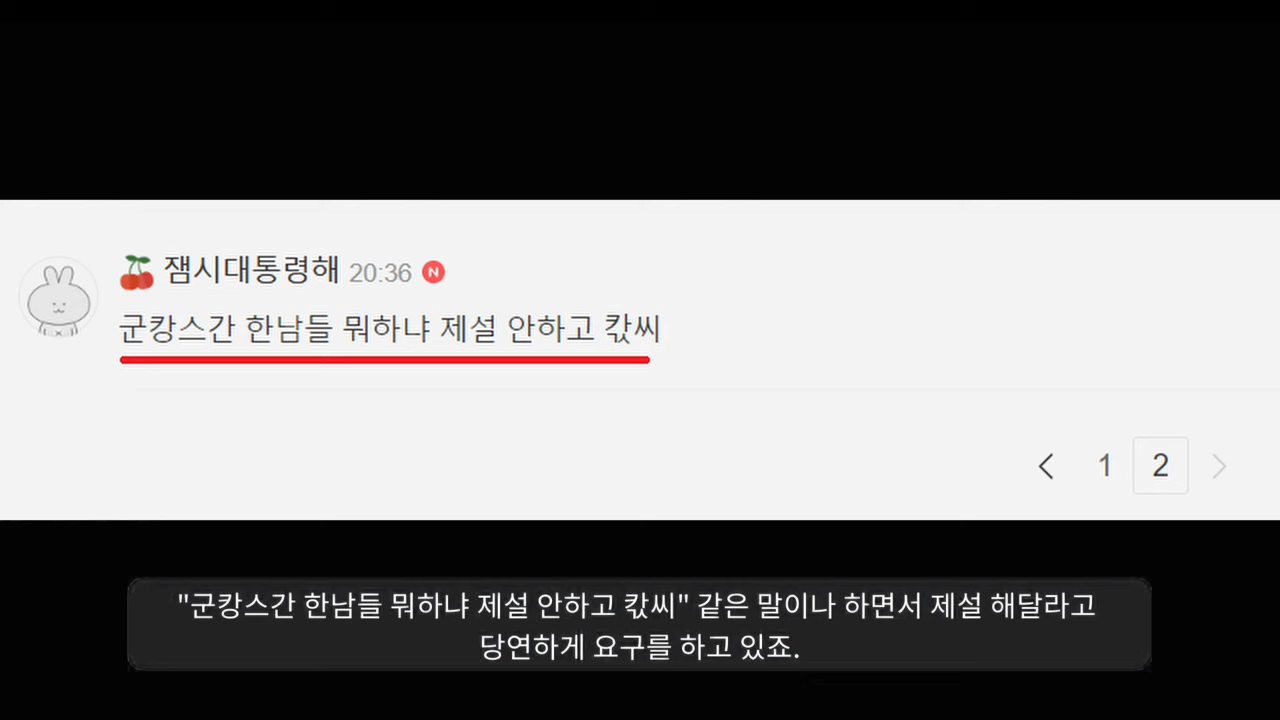 잼시대통령해 20:36 N
군캉스간 한남들 뭐하냐 제설 안하고 캆씨
1 2
"군캉스간 한남들 뭐하냐 제설 안하고 캆씨" 같은 말이나 하면서 제설 해달라고
당연하게 요구를 하고 있죠.